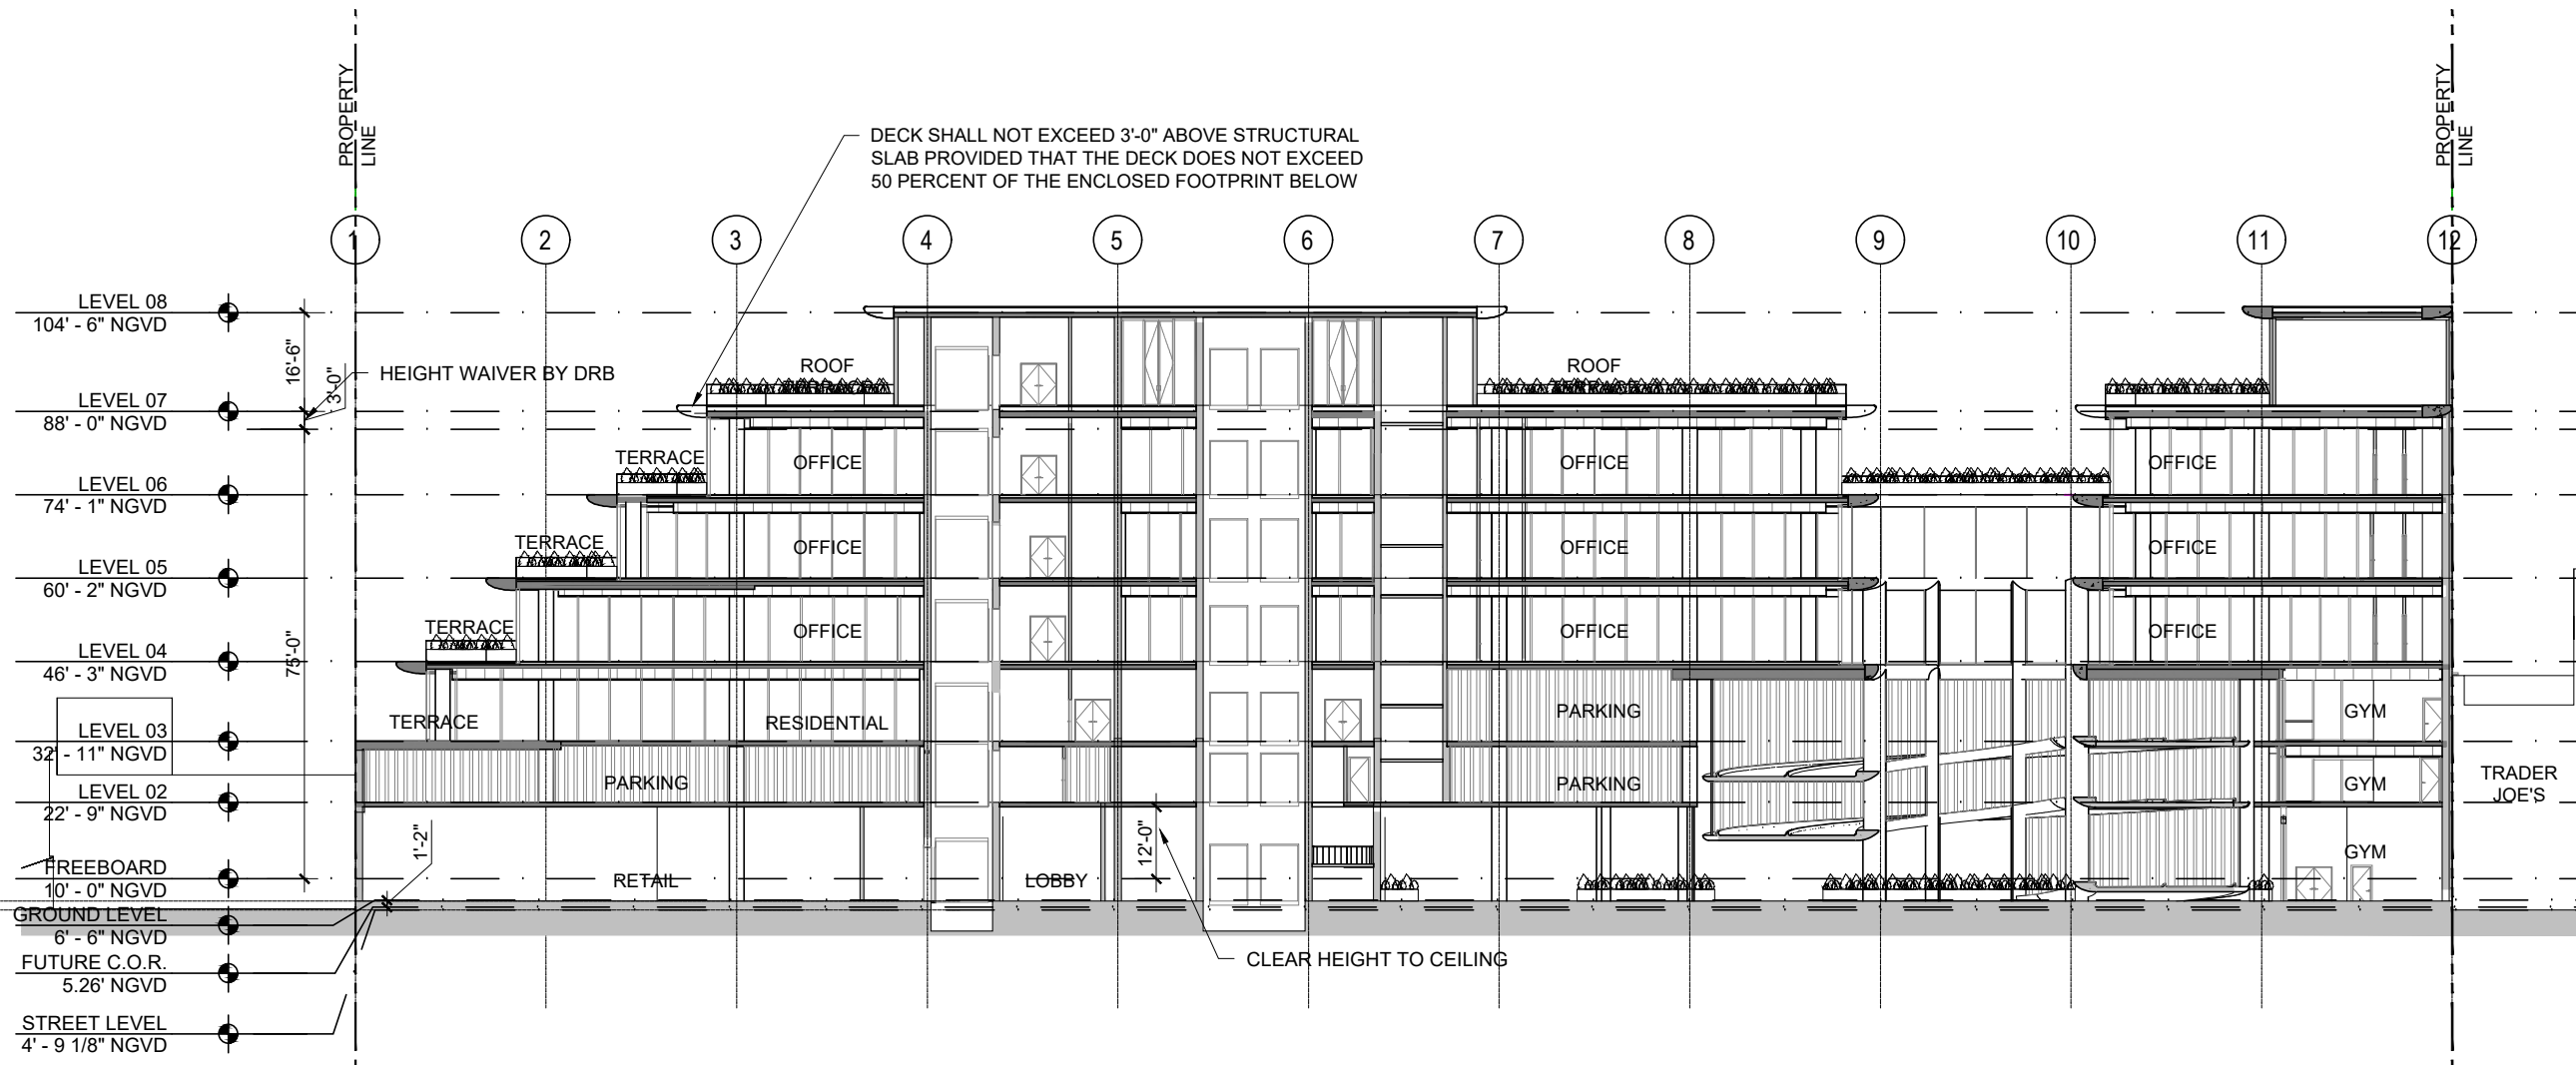 PROPERTY
LINE
PROPERTY
LINE
DECK SHALL NOT EXCEED 3'-0" ABOVE STRUCTURAL
SLAB PROVIDED THAT THE DECK DOES NOT EXCEED
50 PERCENT OF THE ENCLOSED FOOTPRINT BELOW
1
2
3
4
5
6
7
8
9
10
11
12
LEVEL 08
104' - 6" NGVD
16'-6"
3'-0"
HEIGHT WAIVER BY DRB
ROOF
TERRACE
ROOF
TERRACE
LEVEL 07
88' - 0" NGVD
TERRACE
OFFICE
OFFICE
OFFICE
LEVEL 06
74' - 1" NGVD
TERRACE
OFFICE
OFFICE
OFFICE
LEVEL 05
60' - 2" NGVD
75'-0"
TERRACE
OFFICE
OFFICE
OFFICE
LEVEL 04
46' - 3" NGVD
TERRACE
RESIDENTIAL
PARKING
GYM
LEVEL 03
32' - 11" NGVD
PARKING
PARKING
GYM
TRADER
JOE'S
LEVEL 02
22' - 9" NGVD
1'-2"
12'-0"
GYM
FREEBOARD
10' - 0" NGVD
RETAIL
LOBBY
GROUND LEVEL
6' - 6" NGVD
CLEAR HEIGHT TO CEILING
FUTURE C.O.R.
5.26' NGVD
STREET LEVEL
4' - 9 1/8" NGVD